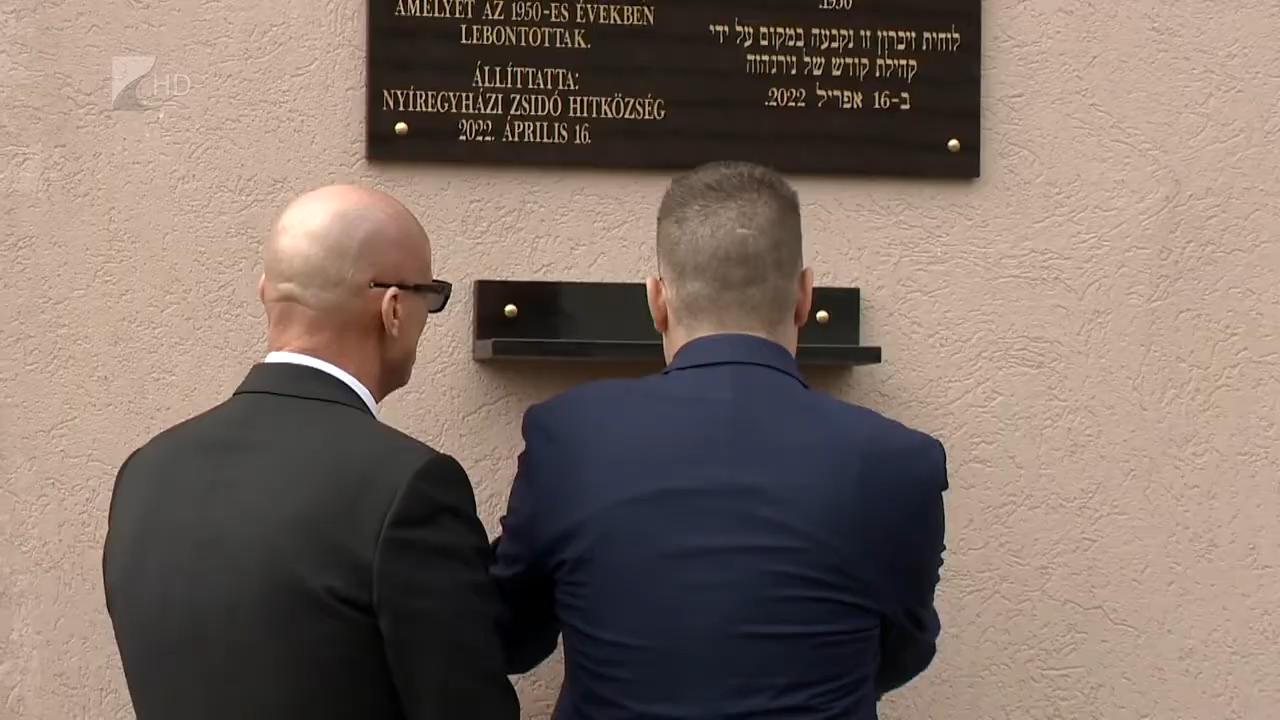 HD
AMELYET AZ 1950-ES ÉVEKBEN
LEBONTOTTAK.
ÁLLÍTTATTA:
NYÍREGYHÁZI ZSIDÓ HITKÖZSÉG
2022. ÁPRILIS 16.
.1950
לוחית זיכרון זו נקבעה במקום על ידי
קהילת קודש של נירגהזה
ב-16 אפריל 2022.